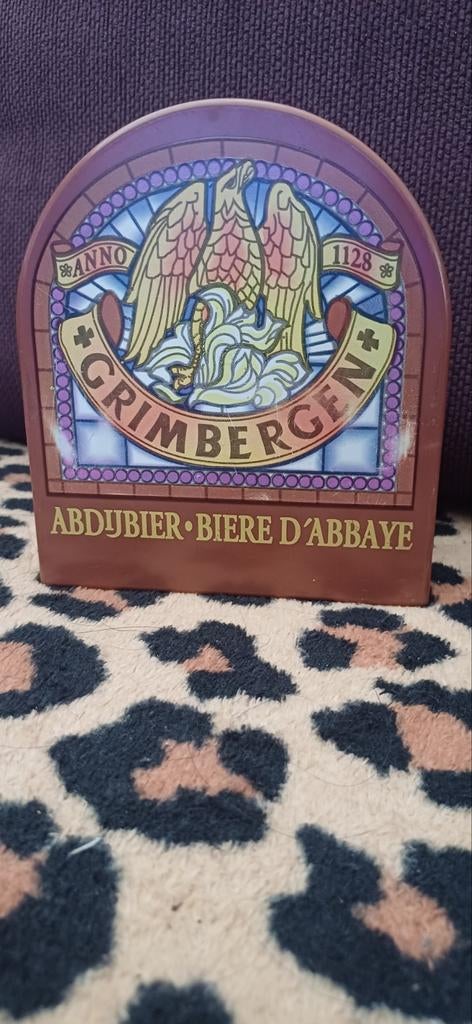 ANNO 1128
GRIMBERGEN
ABDIJBIER • BIERE D'ABBAYE